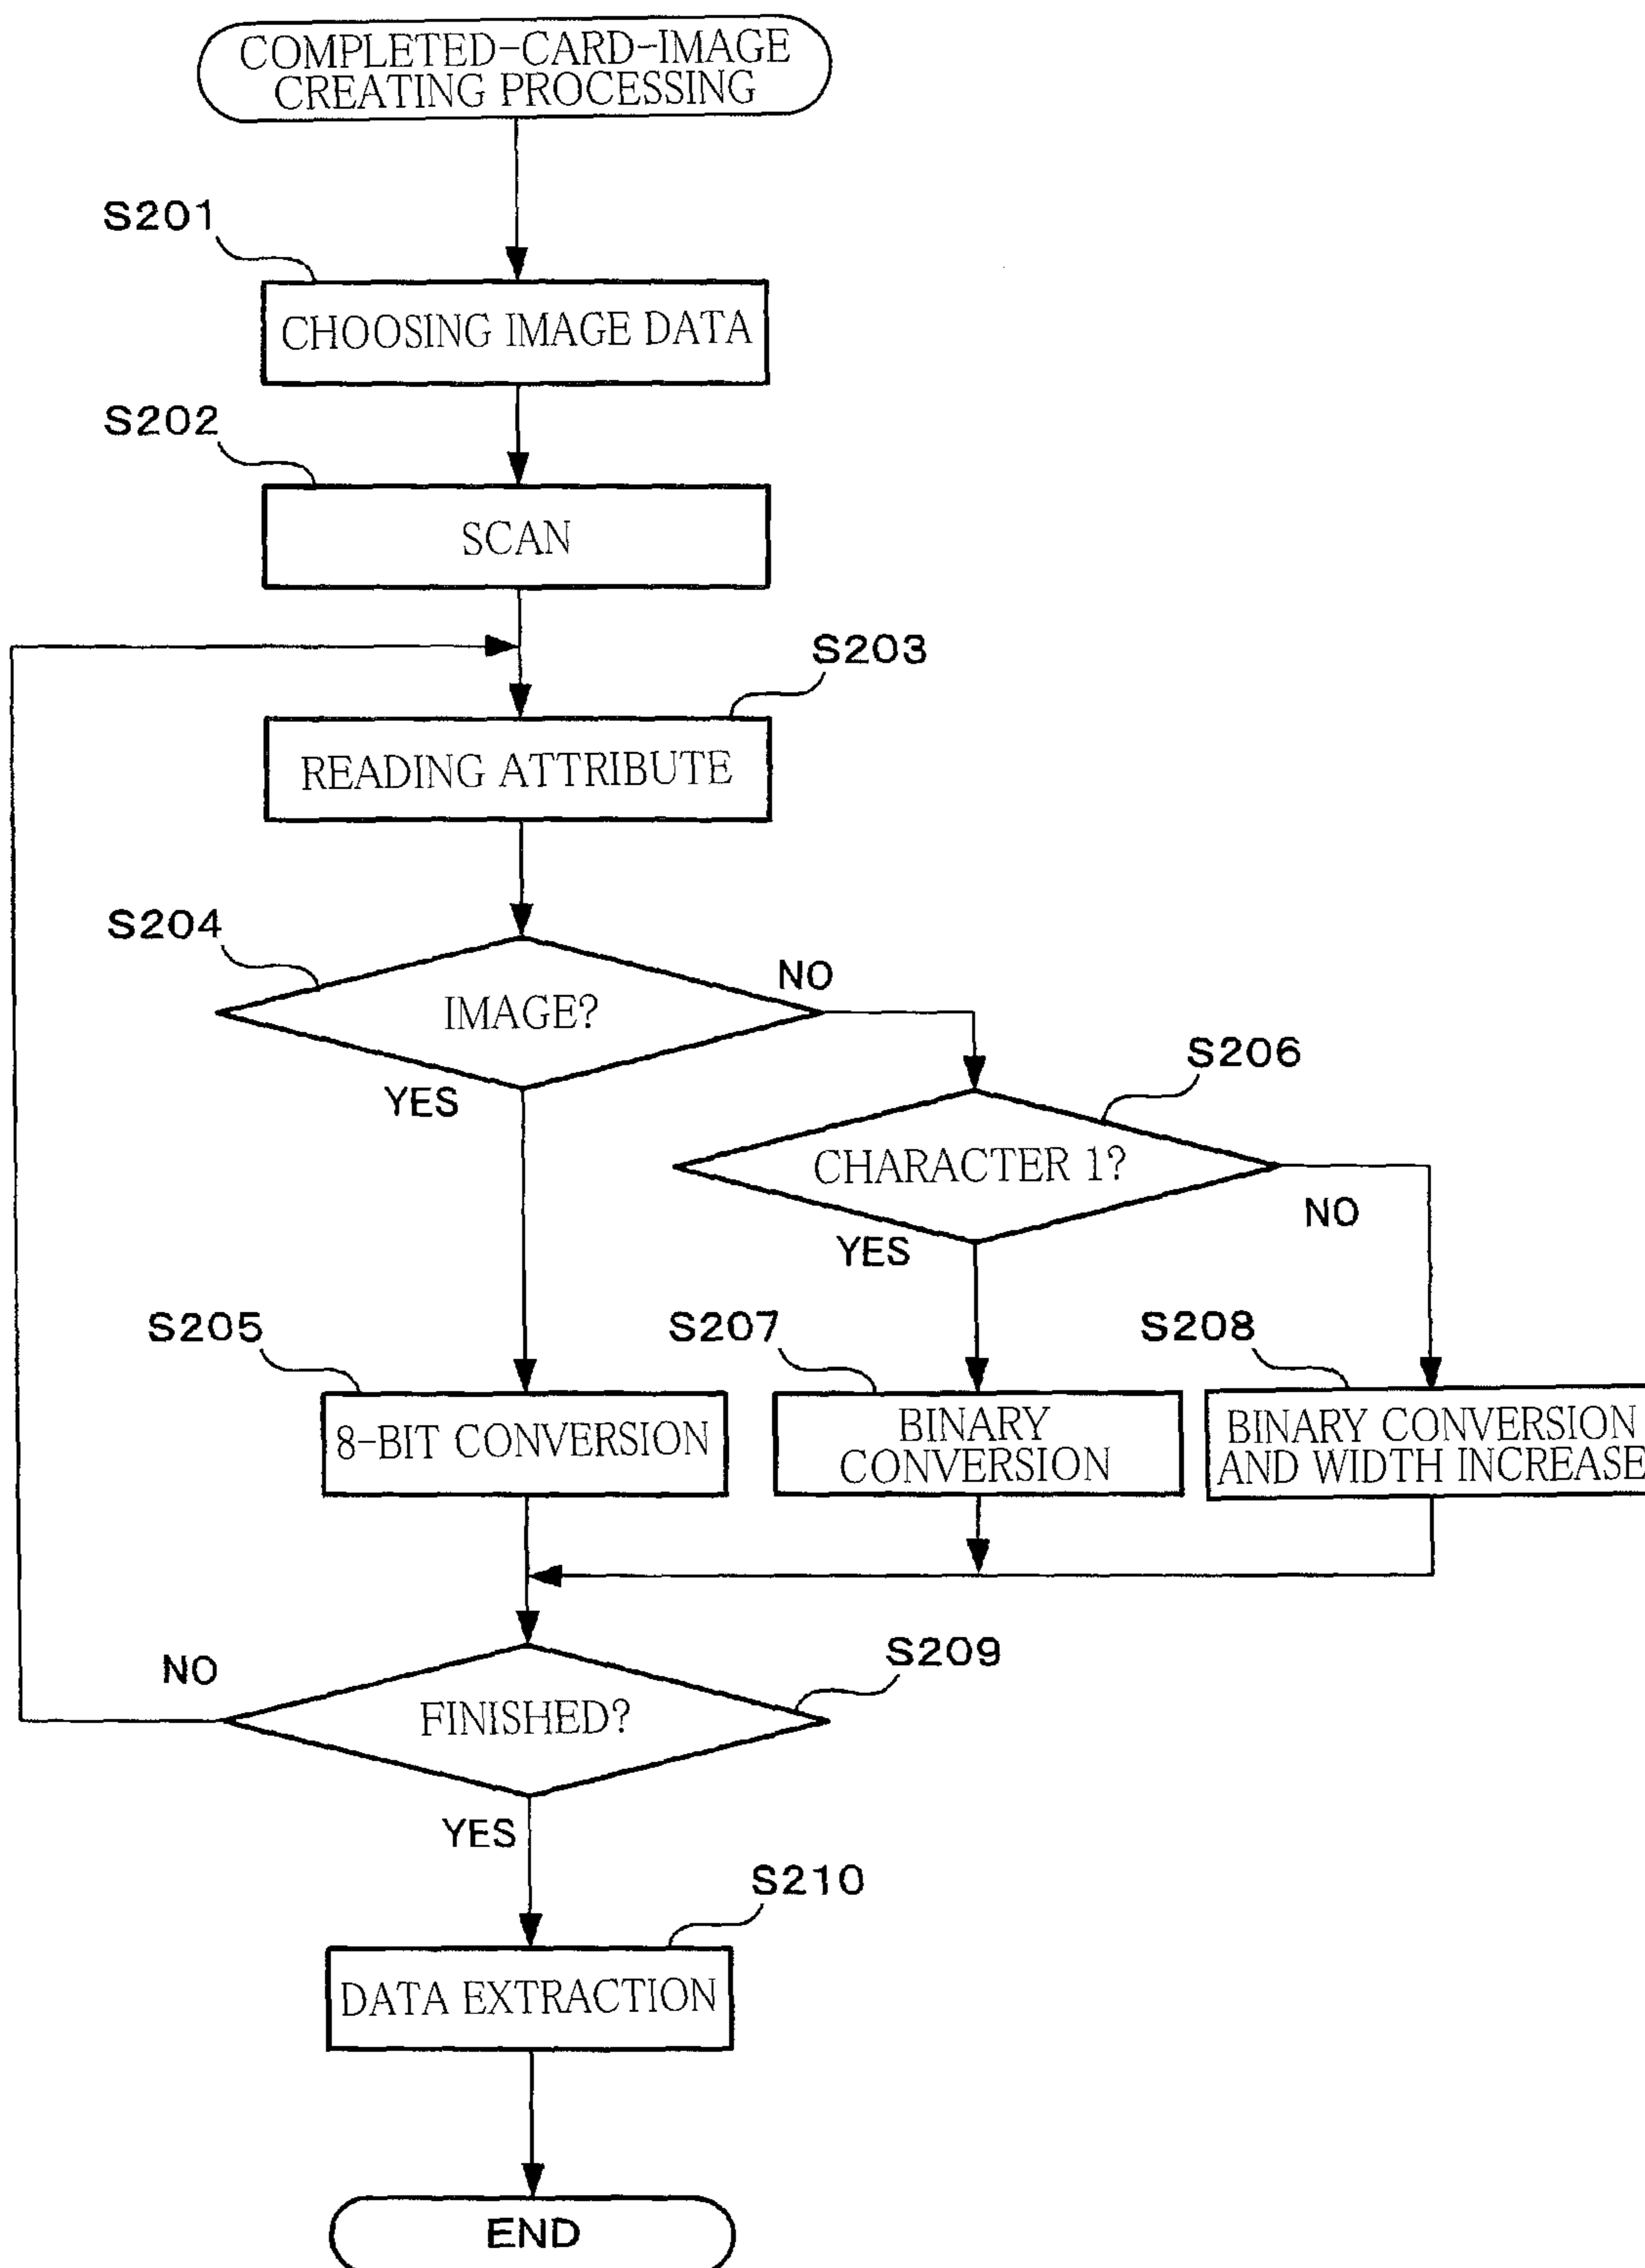 COMPLETED-CARD-IMAGE
CREATING PROCESSING
S201
CHOOSING IMAGE DATA
S202
SCAN
S203
READING ATTRIBUTE
S204
IMAGE?
NO
YES
S206
CHARACTER 1?
NO
YES
S205
8-BIT CONVERSION
S207
BINARY
CONVERSION
S208
BINARY CONVERSION
AND WIDTH INCREASE
S209
FINISHED?
NO
YES
S210
DATA EXTRACTION
END